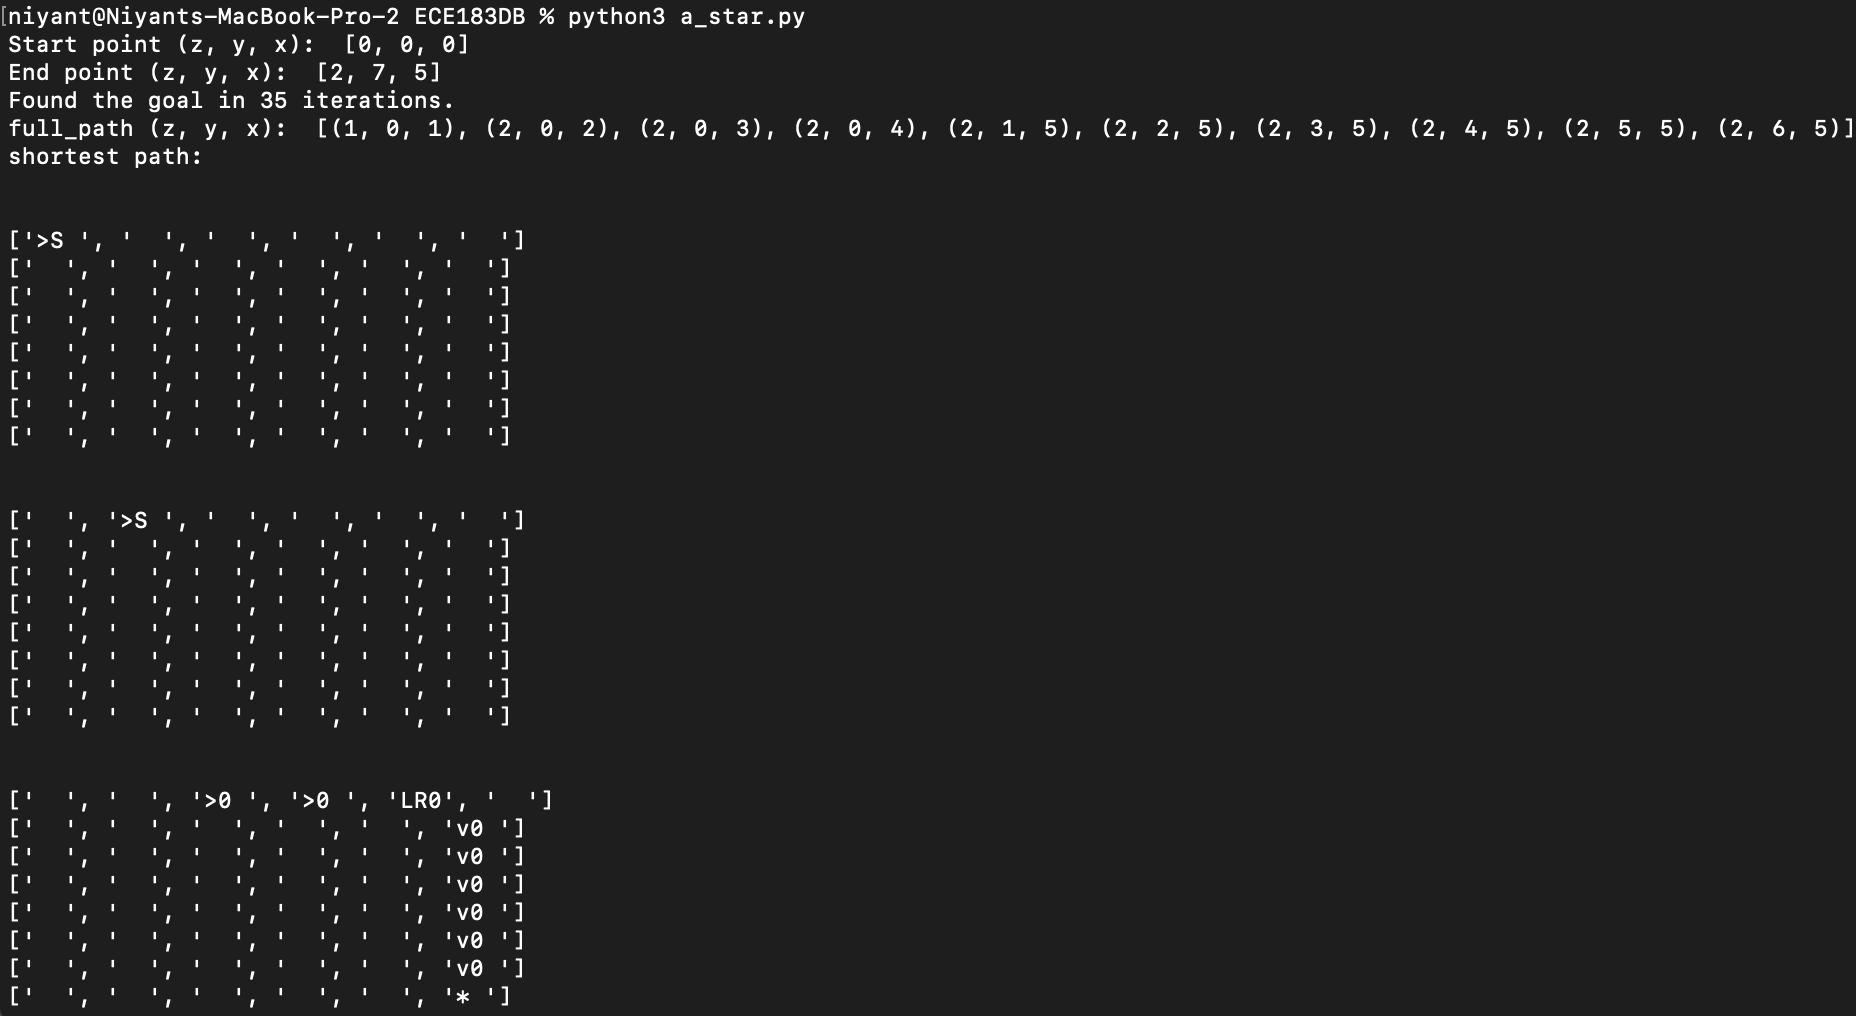 [niyant@Niyants-MacBook-Pro-2 ECE183DB % python3 a_star.py
Start point (z, y, x):  [0, 0, 0]
End point (z, y, x):  [2, 7, 5]
Found the goal in 35 iterations.
full_path (z, y, x):  [(1, 0, 1), (2, 0, 2), (2, 0, 3), (2, 0, 4), (2, 1, 5), (2, 2, 5), (2, 3, 5), (2, 4, 5), (2, 5, 5), (2, 6, 5)]
shortest path:
['>S ', '  ', '  ', '  ', '  ', '  ']
['  ', '  ', '  ', '  ', '  ', '  ']
['  ', '  ', '  ', '  ', '  ', '  ']
['  ', '  ', '  ', '  ', '  ', '  ']
['  ', '  ', '  ', '  ', '  ', '  ']
['  ', '  ', '  ', '  ', '  ', '  ']
['  ', '  ', '  ', '  ', '  ', '  ']
['  ', '  ', '  ', '  ', '  ', '  ']
['  ', '>S ', '  ', '  ', '  ', '  ']
['  ', '  ', '  ', '  ', '  ', '  ']
['  ', '  ', '  ', '  ', '  ', '  ']
['  ', '  ', '  ', '  ', '  ', '  ']
['  ', '  ', '  ', '  ', '  ', '  ']
['  ', '  ', '  ', '  ', '  ', '  ']
['  ', '  ', '  ', '  ', '  ', '  ']
['  ', '  ', '  ', '  ', '  ', '  ']
['  ', '  ', '>0 ', '>0 ', 'LR0', '  ']
['  ', '  ', '  ', '  ', '  ', 'v0 ']
['  ', '  ', '  ', '  ', '  ', 'v0 ']
['  ', '  ', '  ', '  ', '  ', 'v0 ']
['  ', '  ', '  ', '  ', '  ', 'v0 ']
['  ', '  ', '  ', '  ', '  ', 'v0 ']
['  ', '  ', '  ', '  ', '  ', 'v0 ']
['  ', '  ', '  ', '  ', '  ', '* ']